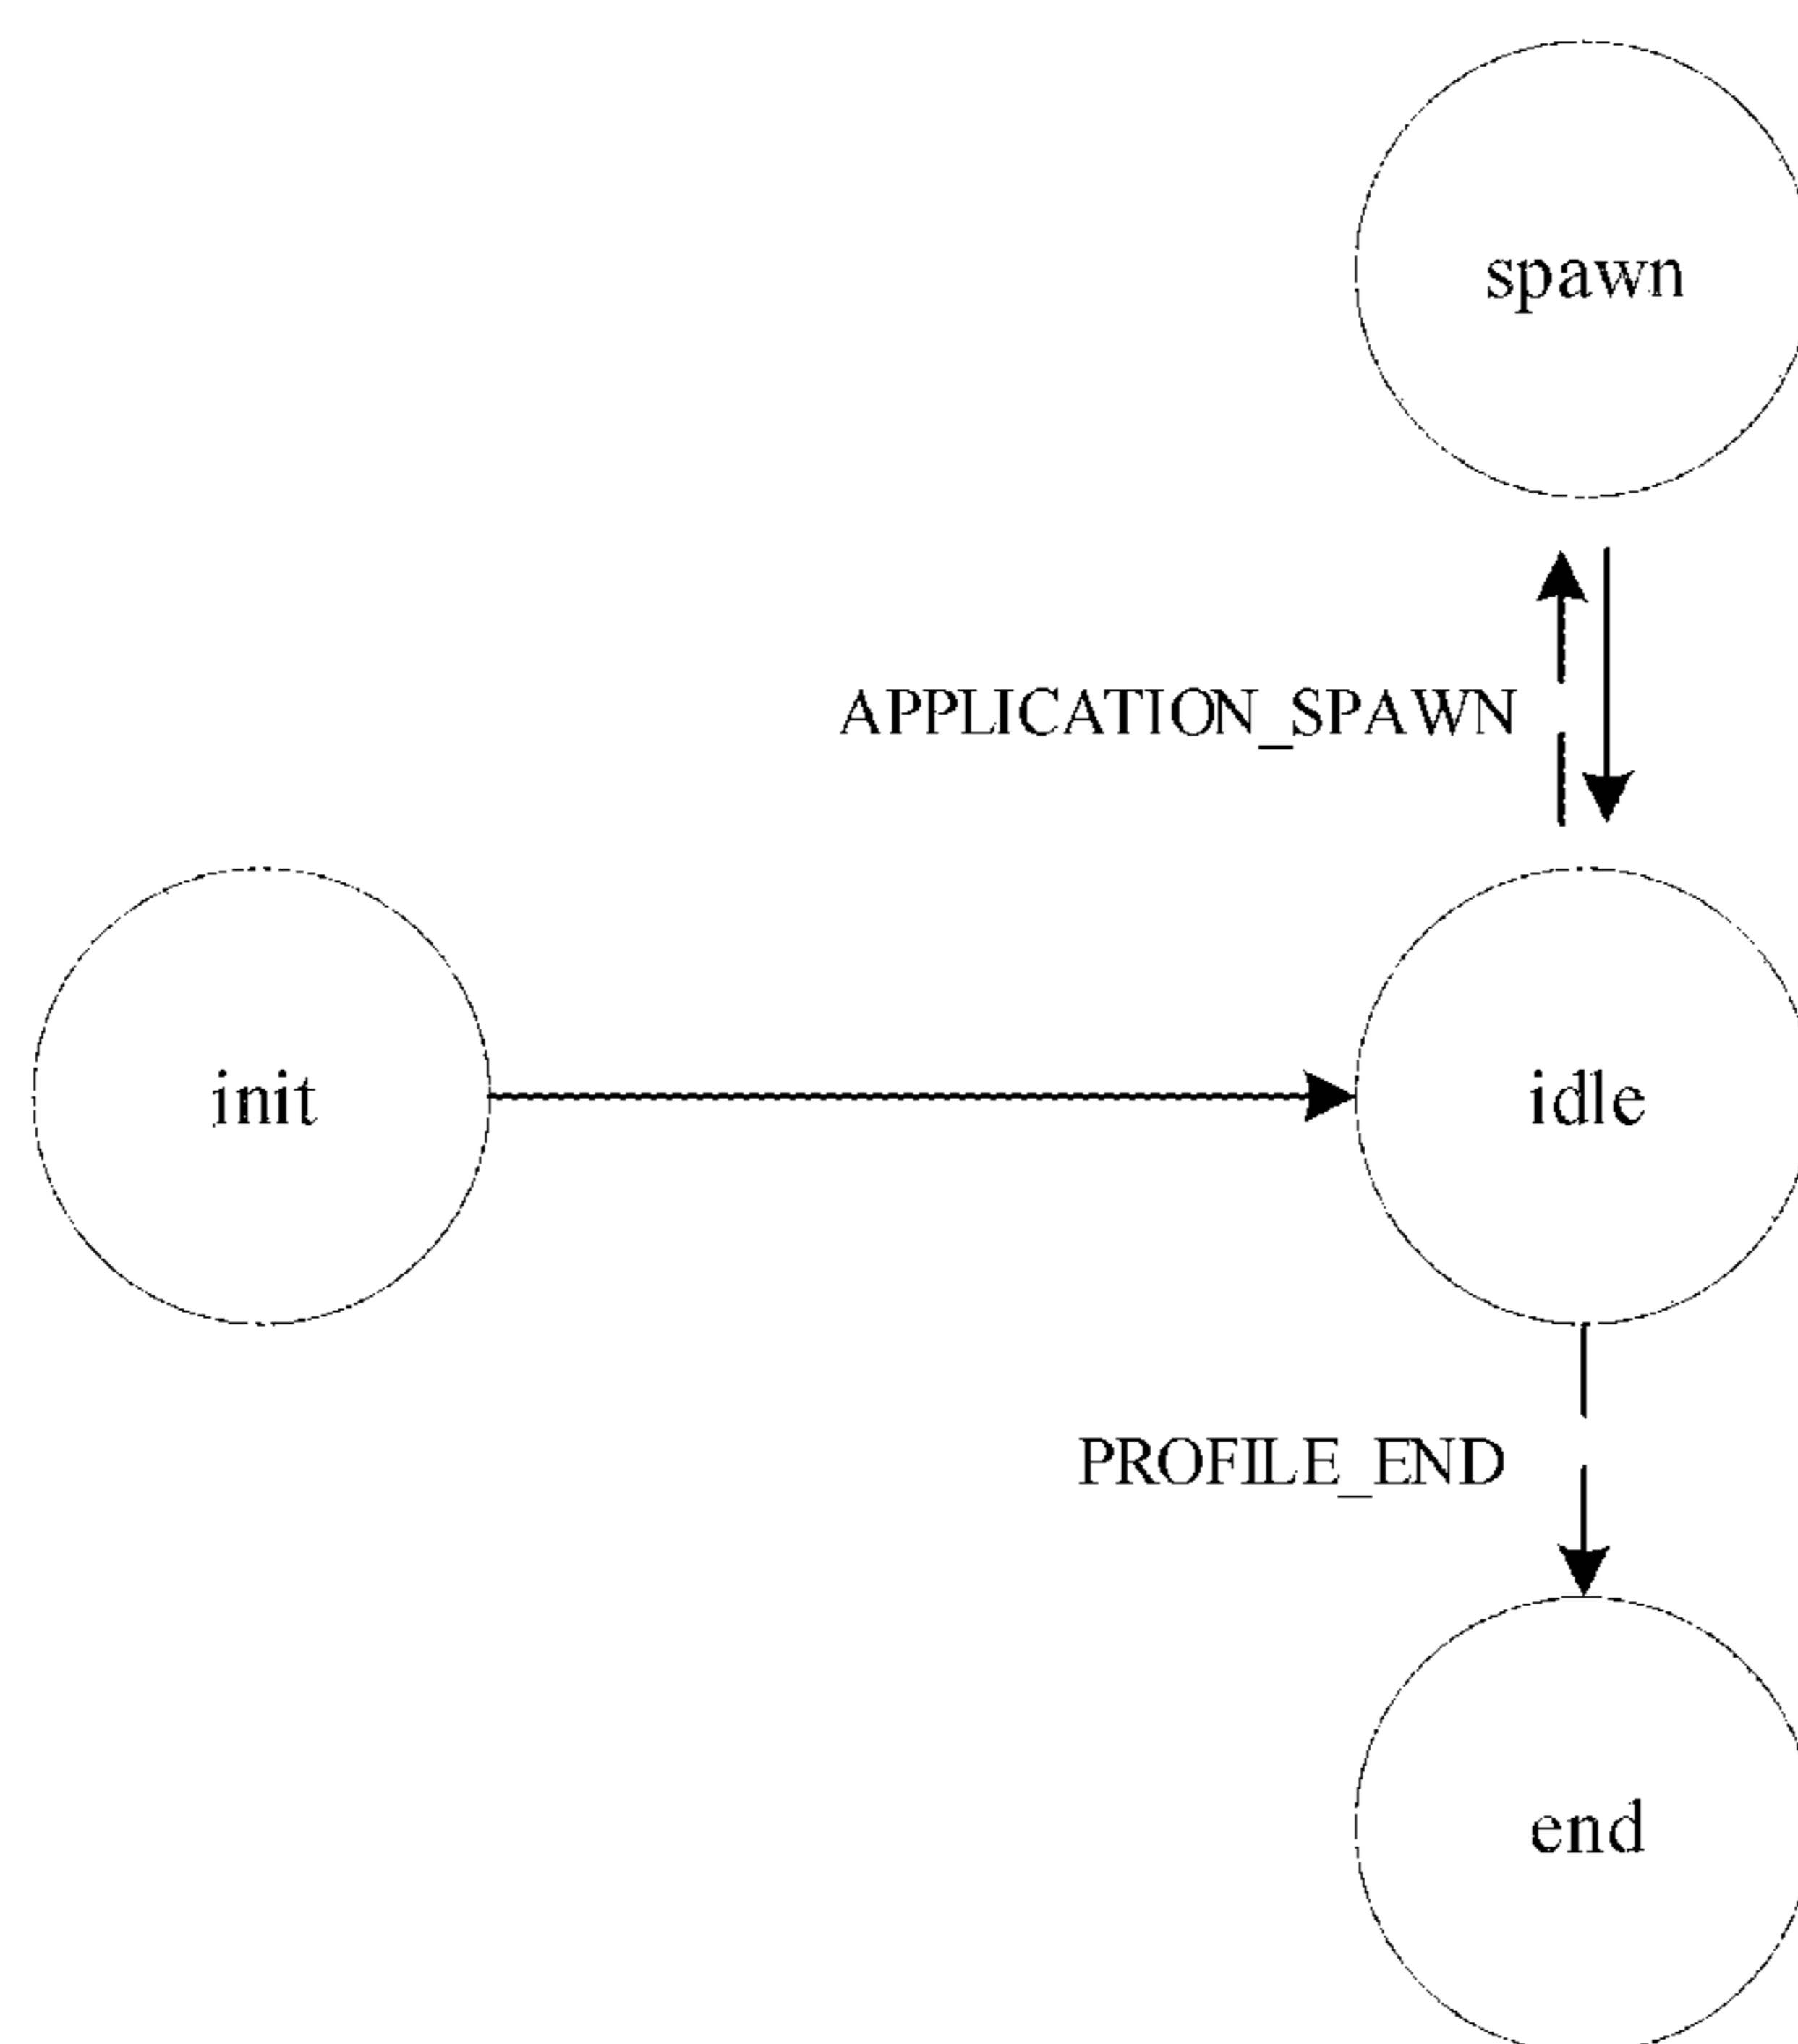 spawn
APPLICATION_SPAWN
init
idle
PROFILE_END
end